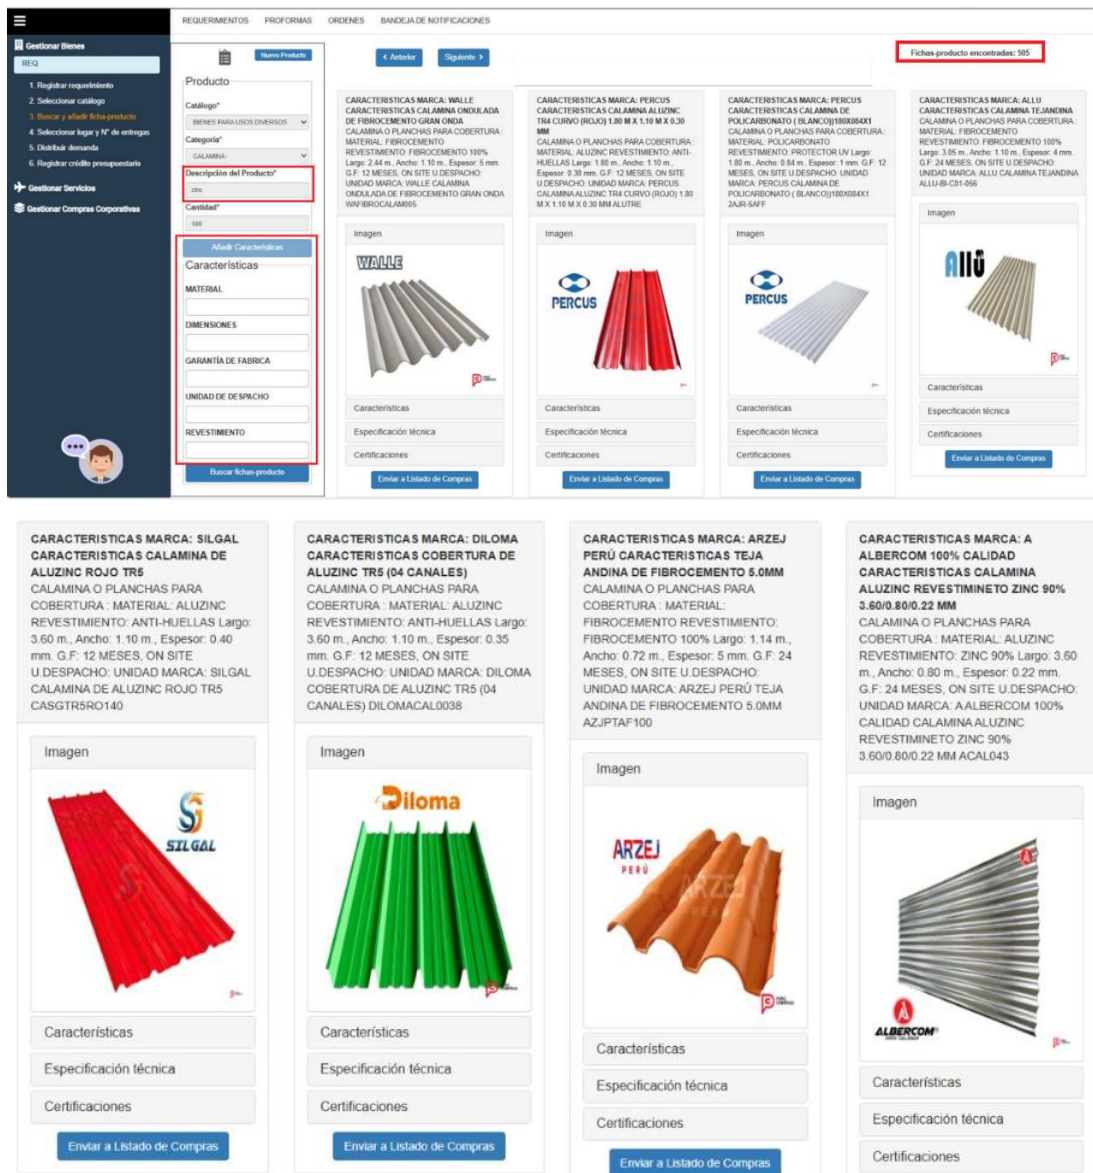 REQUERIMIENTOS PROFORMAS ORDENES BANDEJA DE NOTIFICACIONES
Gestionar Bienes
REQ
1. Registrar requerimiento
2. Seleccionar catálogo
3. Buscar y añadir ficha-producto
4. Seleccionar lugar y N° de entregas
5. Distribuir demanda
6. Registrar crédito presupuestario
Gestionar Servicios
Gestionar Compras Corporativas
Nuevo Producto
Producto
Catálogo*
BIENES PARA USOS DIVERSOS
Categoría*
CALAMINA
Descripción del Producto*
zinc
Cantidad*
100
Añadir Características
Características
MATERIAL
DIMENSIONES
GARANTÍA DE FABRICA
UNIDAD DE DESPACHO
REVESTIMIENTO
Buscar fichas-producto
Anterior Siguiente
Fichas-producto encontradas: 505
CARACTERISTICAS MARCA: WALLE
CARACTERISTICAS CALAMINA ONDULADA
DE FIBROCEMENTO GRAN ONDA
CALAMINA O PLANCHAS PARA COBERTURA :
MATERIAL: FIBROCEMENTO
REVESTIMIENTO: FIBROCEMENTO 100%
Largo: 2.44 m., Ancho: 1.10 m., Espesor: 5 mm.
G.F: 12 MESES, ON SITE U.DESPACHO:
UNIDAD MARCA: WALLE CALAMINA
ONDULADA DE FIBROCEMENTO GRAN ONDA
WAFIBROCALAM005
Imagen
WALLE
Características
Especificación técnica
Certificaciones
Enviar a Listado de Compras
CARACTERISTICAS MARCA: PERCUS
CARACTERISTICAS CALAMINA ALUZINC
TR4 CURVO (ROJO) 1.80 M X 1.10 M X 0.30
MM
CALAMINA O PLANCHAS PARA COBERTURA :
MATERIAL: ALUZINC REVESTIMIENTO: ANTI-
HUELLAS Largo: 1.80 m., Ancho: 1.10 m.,
Espesor: 0.30 mm. G.F: 12 MESES, ON SITE
U.DESPACHO: UNIDAD MARCA: PERCUS
CALAMINA ALUZINC TR4 CURVO (ROJO) 1.80
M X 1.10 M X 0.30 MM ALUTRE
Imagen
PERCUS
Características
Especificación técnica
Certificaciones
Enviar a Listado de Compras
CARACTERISTICAS MARCA: PERCUS
CARACTERISTICAS CALAMINA DE
POLICARBONATO ( BLANCO)|180X084X1
CALAMINA O PLANCHAS PARA COBERTURA :
MATERIAL: POLICARBONATO
REVESTIMIENTO: PROTECTOR UV Largo:
1.80 m., Ancho: 0.84 m., Espesor: 1 mm. G.F: 12
MESES, ON SITE U.DESPACHO: UNIDAD
MARCA: PERCUS CALAMINA DE
POLICARBONATO ( BLANCO)|180X084X1
2AJR-5AFF
Imagen
PERCUS
Características
Especificación técnica
Certificaciones
Enviar a Listado de Compras
CARACTERISTICAS MARCA: ALLU
CARACTERISTICAS CALAMINA TEJANDINA
CALAMINA O PLANCHAS PARA COBERTURA :
MATERIAL: FIBROCEMENTO
REVESTIMIENTO: FIBROCEMENTO 100%
Largo: 3.05 m., Ancho: 1.10 m., Espesor: 4 mm.
G.F: 24 MESES, ON SITE U.DESPACHO:
UNIDAD MARCA: ALLU CALAMINA TEJANDINA
ALLU-BI-C01-056
Imagen
Allu
Características
Especificación técnica
Certificaciones
Enviar a Listado de Compras
CARACTERISTICAS MARCA: SILGAL
CARACTERISTICAS CALAMINA DE
ALUZINC ROJO TR5
CALAMINA O PLANCHAS PARA
COBERTURA : MATERIAL: ALUZINC
REVESTIMIENTO: ANTI-HUELLAS Largo:
3.60 m., Ancho: 1.10 m., Espesor: 0.40
mm. G.F: 12 MESES, ON SITE
U.DESPACHO: UNIDAD MARCA: SILGAL
CALAMINA DE ALUZINC ROJO TR5
CASGTR5RO140
Imagen
SILGAL
Características
Especificación técnica
Certificaciones
Enviar a Listado de Compras
CARACTERISTICAS MARCA: DILOMA
CARACTERISTICAS COBERTURA DE
ALUZINC TR5 (04 CANALES)
CALAMINA O PLANCHAS PARA
COBERTURA : MATERIAL: ALUZINC
REVESTIMIENTO: ANTI-HUELLAS Largo:
3.60 m., Ancho: 1.10 m., Espesor: 0.35
mm. G.F: 12 MESES, ON SITE
U.DESPACHO: UNIDAD MARCA: DILOMA
COBERTURA DE ALUZINC TR5 (04
CANALES) DILOMACAL0038
Imagen
Diloma
Características
Especificación técnica
Certificaciones
Enviar a Listado de Compras
CARACTERISTICAS MARCA: ARZEJ
PERÚ CARACTERISTICAS TEJA
ANDINA DE FIBROCEMENTO 5.0MM
CALAMINA O PLANCHAS PARA
COBERTURA : MATERIAL:
FIBROCEMENTO REVESTIMIENTO:
FIBROCEMENTO 100% Largo: 1.14 m.,
Ancho: 0.72 m., Espesor: 5 mm. G.F: 24
MESES, ON SITE U.DESPACHO:
UNIDAD MARCA: ARZEJ PERÚ TEJA
ANDINA DE FIBROCEMENTO 5.0MM
AZJPTAF100
Imagen
ARZEJ
PERÚ
ARZEJ
PERÚ
Características
Especificación técnica
Certificaciones
Enviar a Listado de Compras
CARACTERISTICAS MARCA: A
ALBERCOM 100% CALIDAD
CARACTERISTICAS CALAMINA
ALUZINC REVESTIMINETO ZINC 90%
3.60/0.80/0.22 MM
CALAMINA O PLANCHAS PARA
COBERTURA : MATERIAL: ALUZINC
REVESTIMIENTO: ZINC 90% Largo: 3.60
m., Ancho: 0.80 m., Espesor: 0.22 mm.
G.F: 24 MESES, ON SITE U.DESPACHO:
UNIDAD MARCA: A ALBERCOM 100%
CALIDAD CALAMINA ALUZINC
REVESTIMINETO ZINC 90%
3.60/0.80/0.22 MM ACAL043
Imagen
ALBERCOM
Características
Especificación técnica
Certificaciones